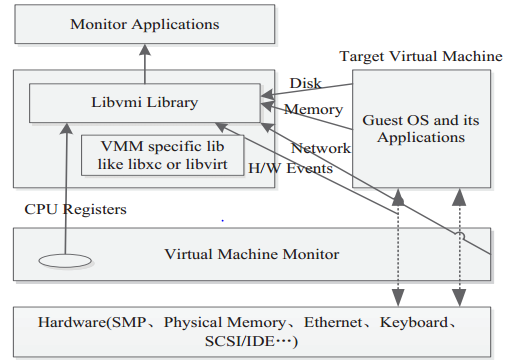 Monitor Applications
Target Virtual Machine
Disk
Libvmi Library
Memory
Guest OS and its
Applications
VMM specific lib
like libxc or libvirt
Network
H/W Events
CPU Registers
Virtual Machine Monitor
Hardware(SMP、Physical Memory、Ethernet、Keyboard、
SCSI/IDE…)